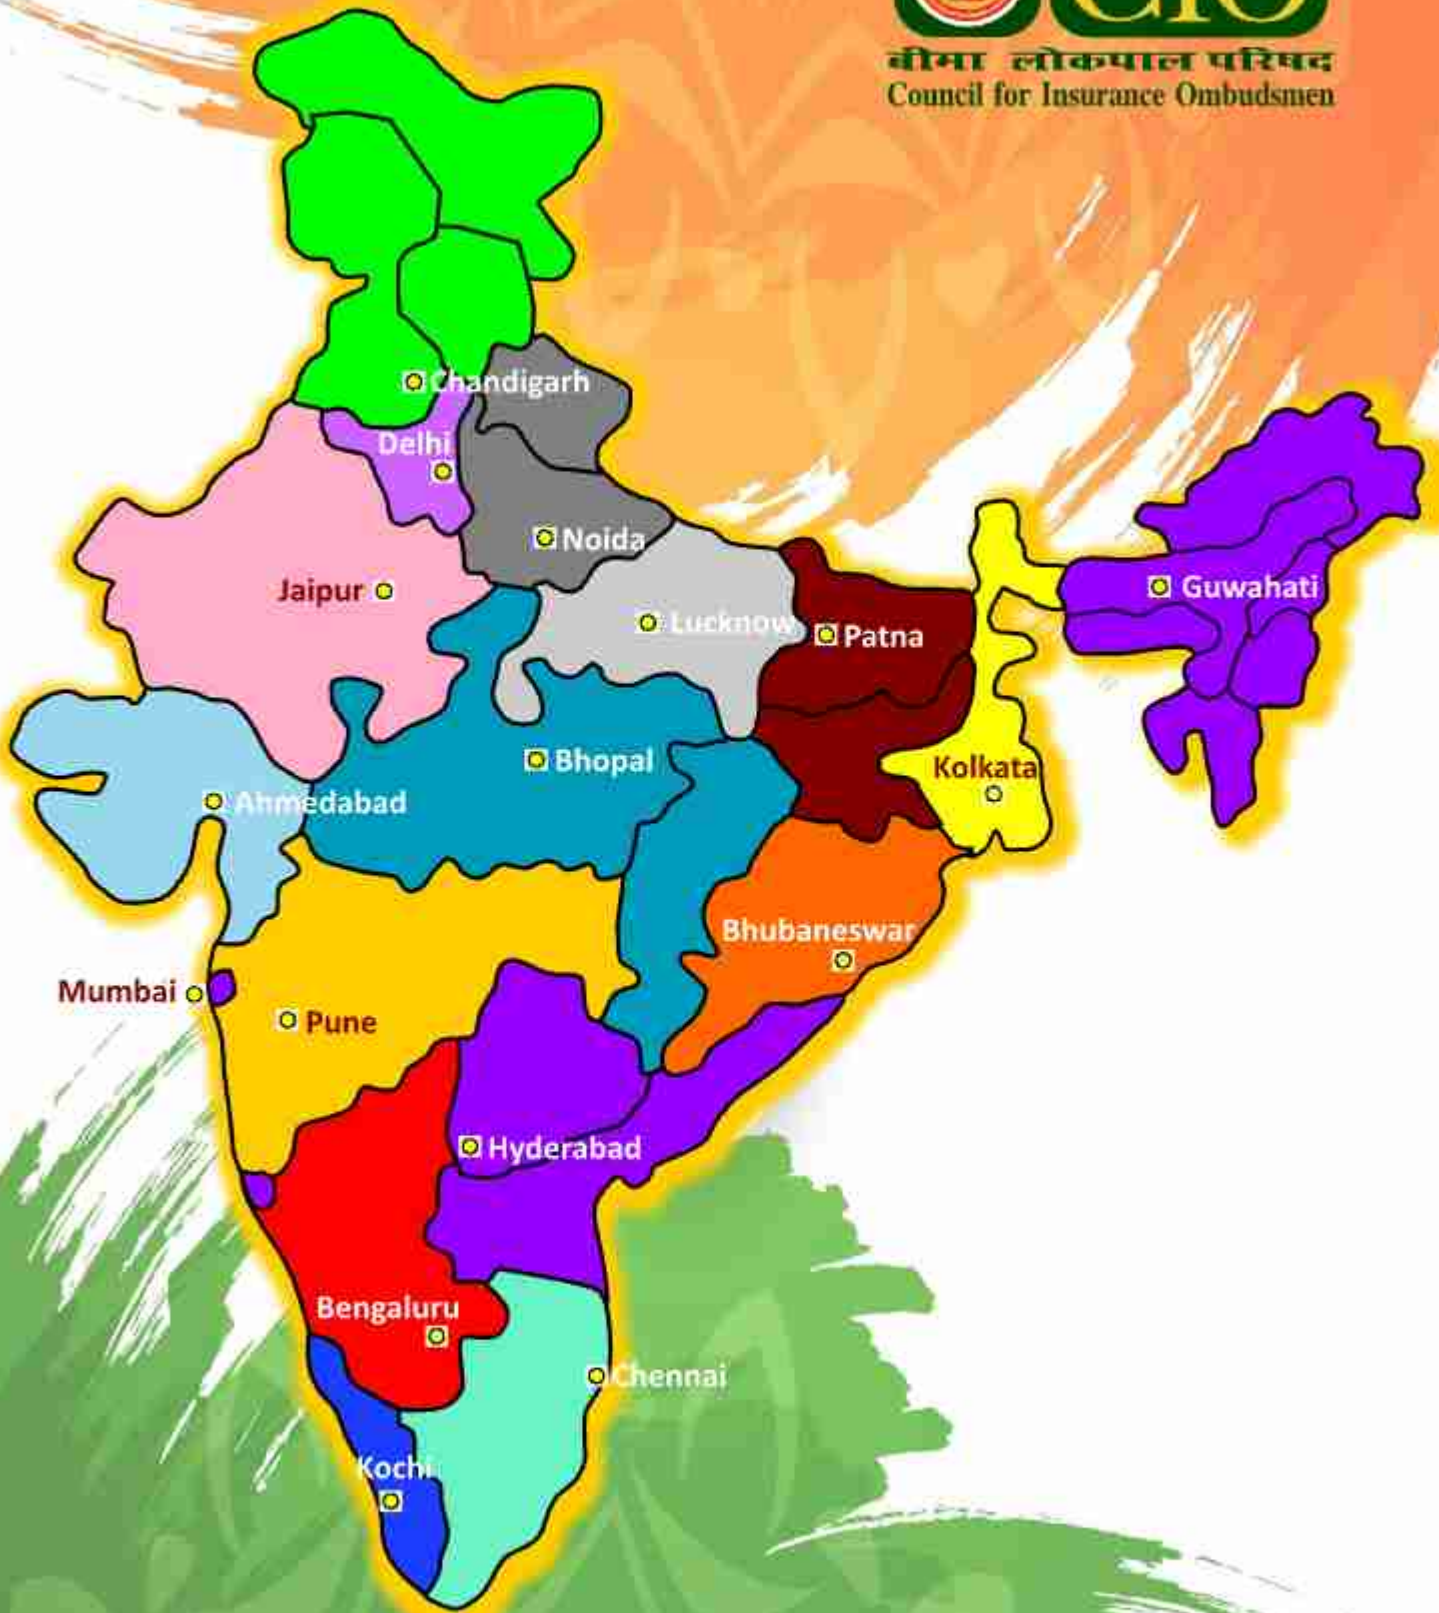 CIO
बीमा लोकपाल परिषद
Council for Insurance Ombudsmen
Chandigarh
Delhi
Noida
Jaipur
Lucknow
Patna
Guwahati
Bhopal
Kolkata
Ahmedabad
Bhubaneswar
Mumbai
Pune
Hyderabad
Bengaluru
Chennai
Kochi